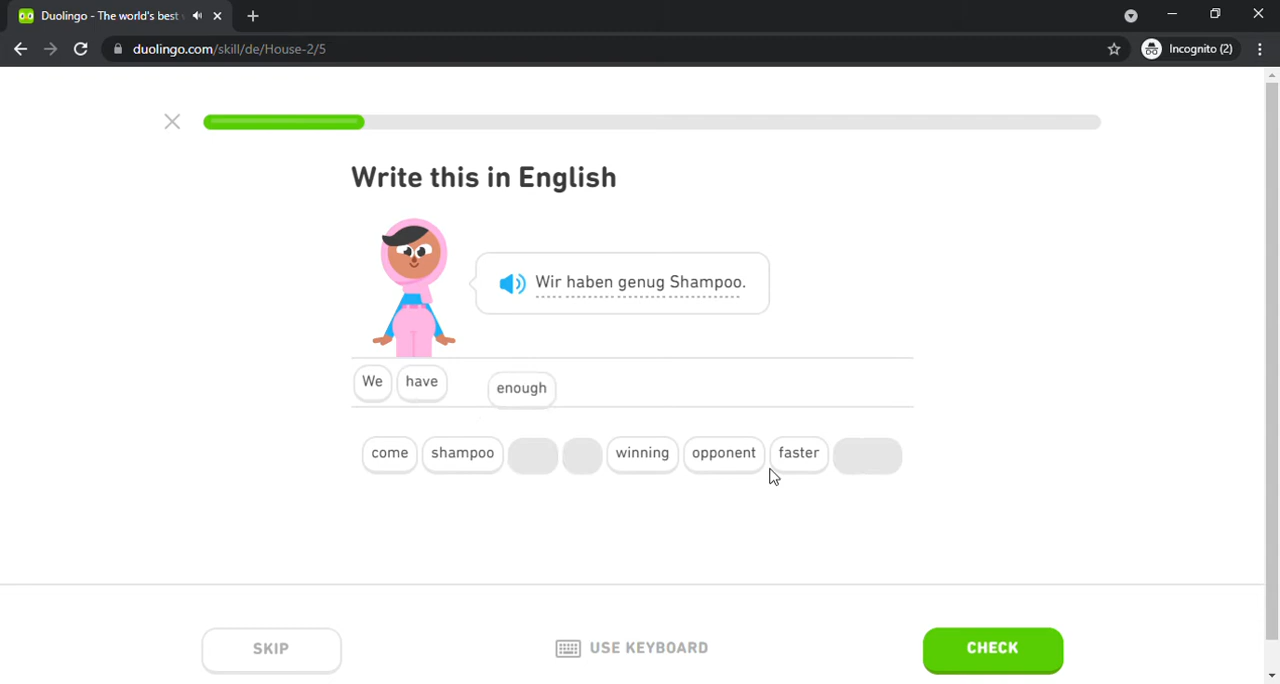 Duolingo - The world's best
duolingo.com/skill/de/House-2/5
Incognito (2)
Write this in English
Wir haben genug Shampoo.
We have enough
come shampoo winning opponent faster
SKIP USE KEYBOARD CHECK